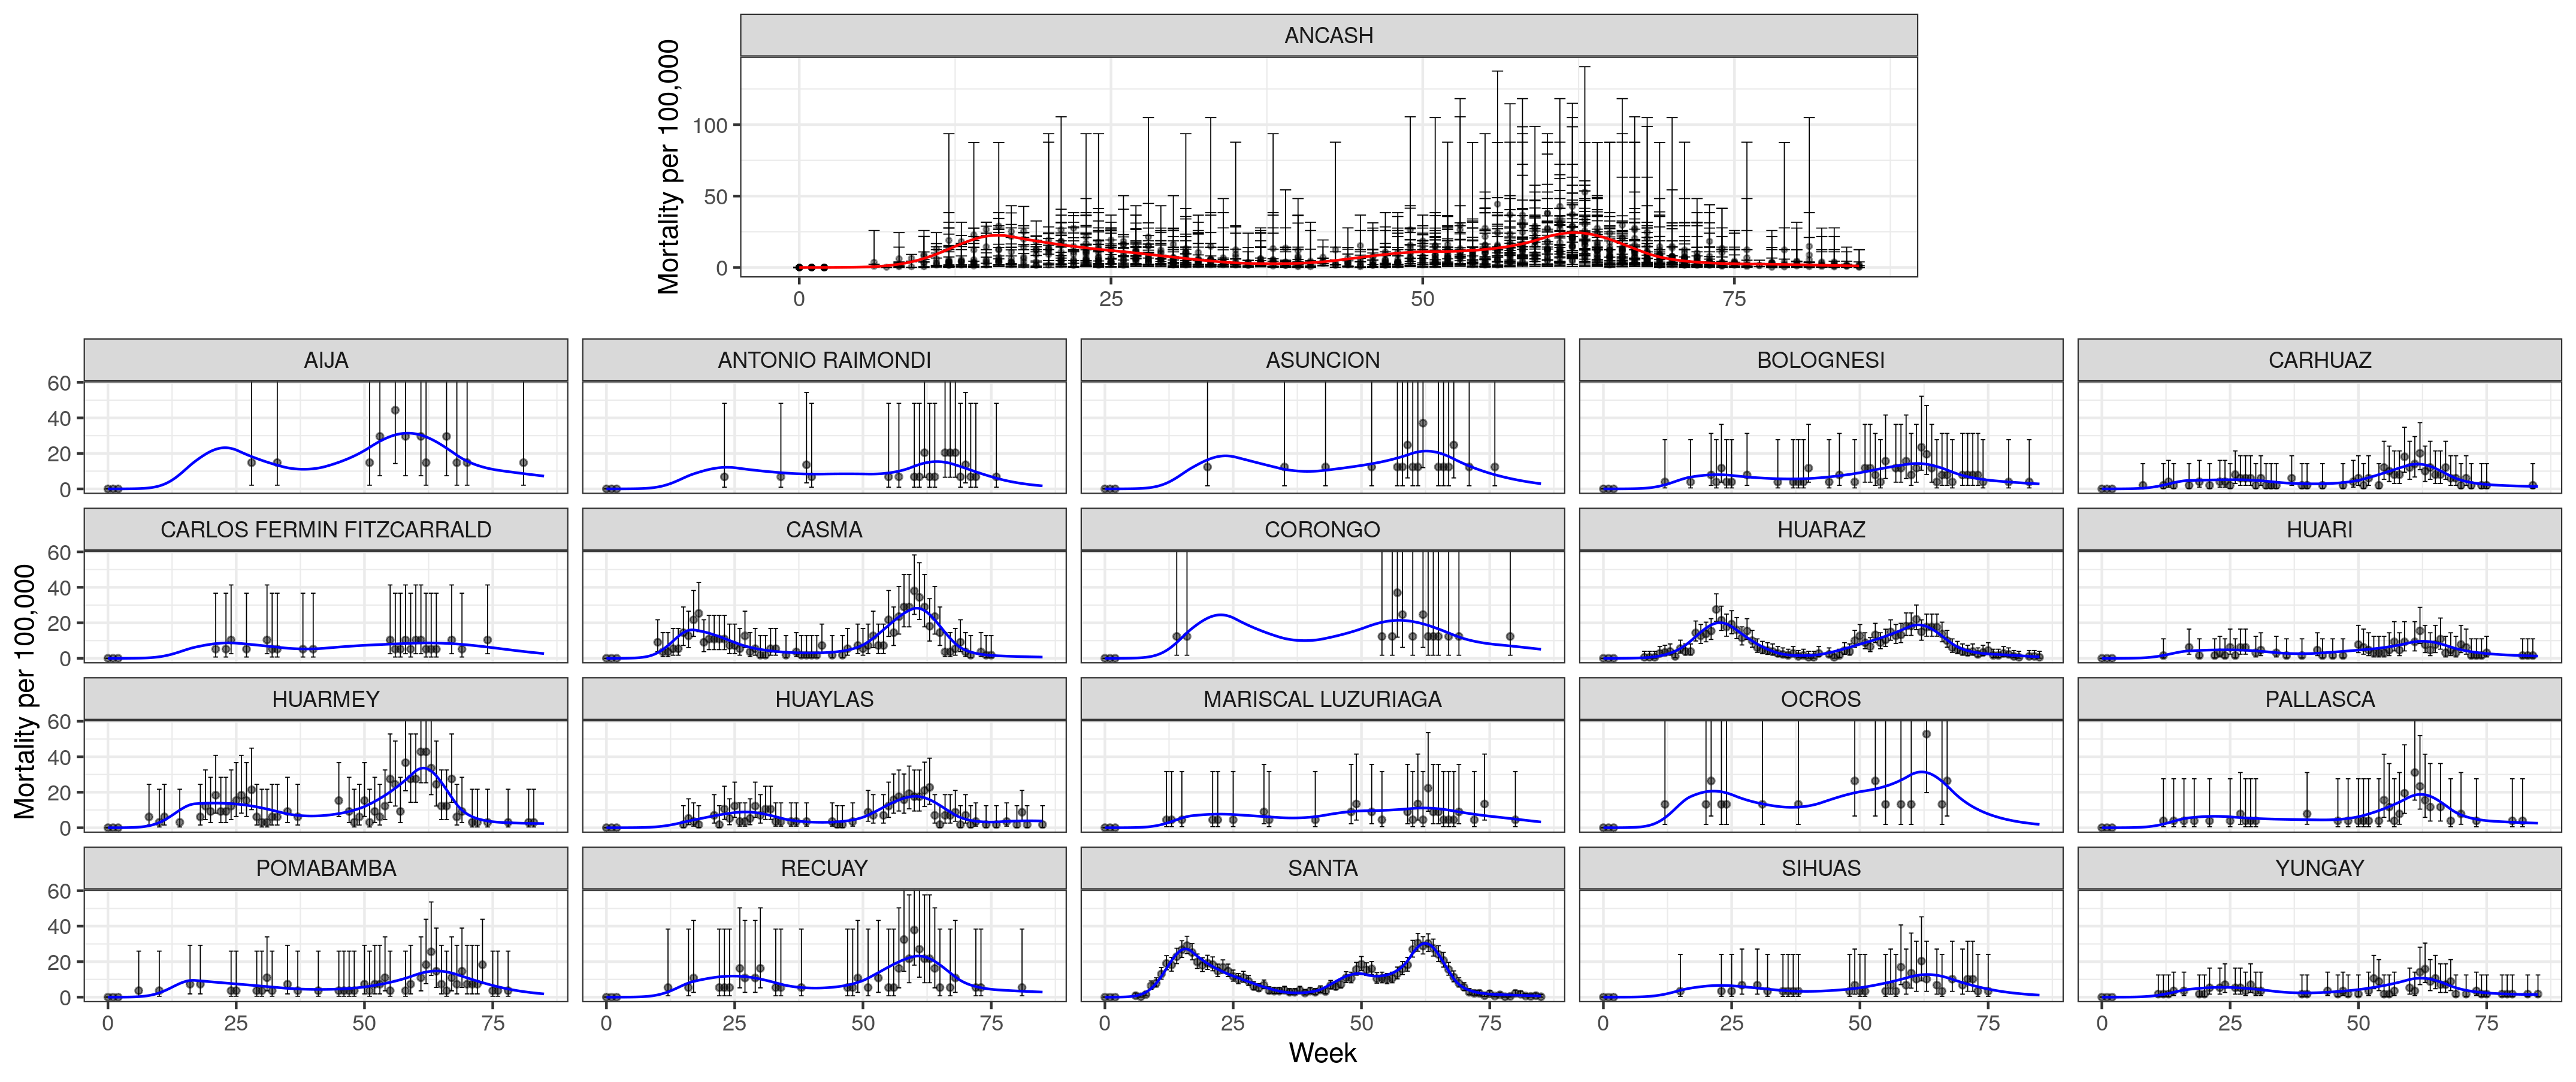 ANCASH
Mortality per 100,000
100
50
0
0 25 50 75
AIJA ANTONIO RAIMONDI ASUNCION BOLOGNESI CARHUAZ
60
40
20
0
CARLOS FERMIN FITZCARRALD CASMA CORONGO HUARAZ HUARI
60
40
20
0
Mortality per 100,000
HUARMEY HUAYLAS MARISCAL LUZURIAGA OCROS PALLASCA
60
40
20
0
POMABAMBA RECUAY SANTA SIHUAS YUNGAY
60
40
20
0
0 25 50 75 0 25 50 75 0 25 50 75 0 25 50 75 0 25 50 75
Week